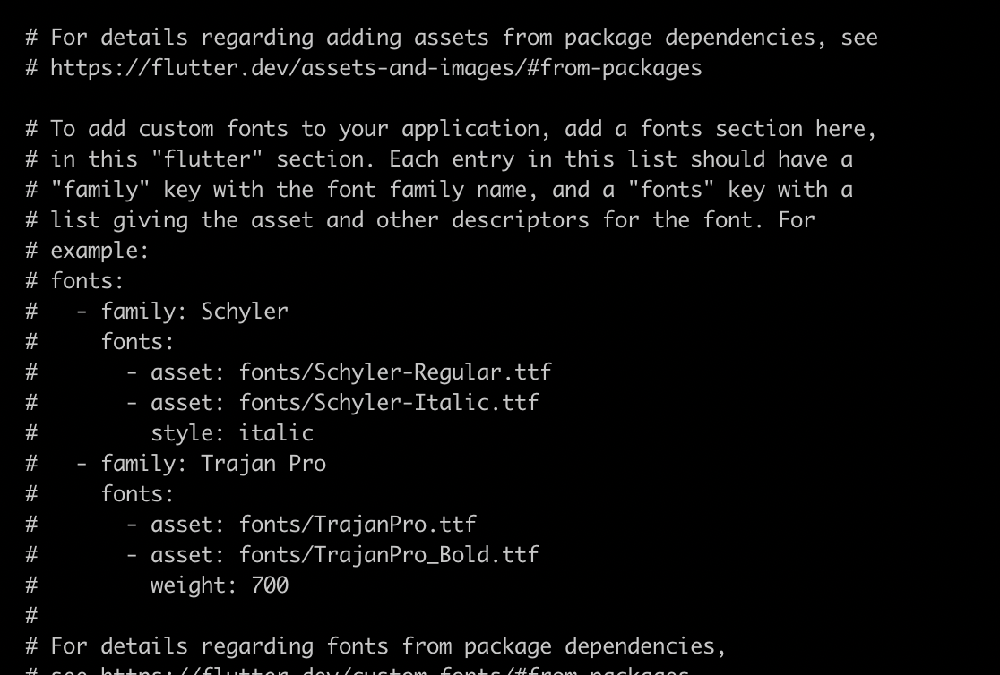 # For details regarding adding assets from package dependencies, see
# https://flutter.dev/assets-and-images/#from-packages

# To add custom fonts to your application, add a fonts section here,
# in this "flutter" section. Each entry in this list should have a
# "family" key with the font family name, and a "fonts" key with a
# list giving the asset and other descriptors for the font. For
# example:
# fonts:
#   - family: Schyler
#     fonts:
#       - asset: fonts/Schyler-Regular.ttf
#       - asset: fonts/Schyler-Italic.ttf
#         style: italic
#   - family: Trajan Pro
#     fonts:
#       - asset: fonts/TrajanPro.ttf
#       - asset: fonts/TrajanPro_Bold.ttf
#         weight: 700
#
# For details regarding fonts from package dependencies,
# see https://flutter.dev/custom-fonts/#from-packages